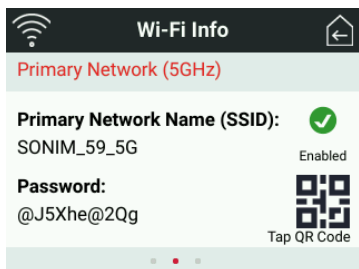 Wi-Fi Info
Primary Network (5GHz)
Primary Network Name (SSID):
SONIM_59_5G
Enabled
Password:
@J5Xhe@2Qg
Tap QR Code